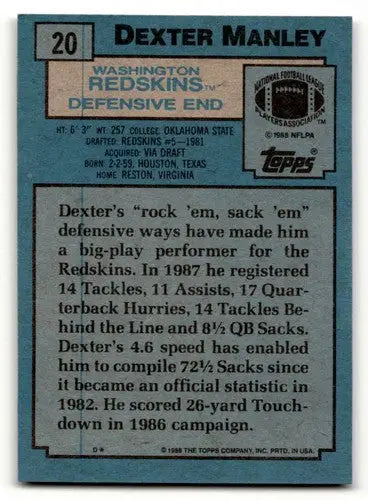 20
DEXTER MANLEY
WASHINGTON
REDSKINS™
DEFENSIVE END
NATIONAL FOOTBALL LEAGUE
PLAYERS ASSOCIATION
© 1988 NFLPA
Topps®
HT: 6' 3" WT: 257 COLLEGE: OKLAHOMA STATE
DRAFTED: REDSKINS #5—1981
ACQUIRED: VIA DRAFT
BORN: 2-2-59, HOUSTON, TEXAS
HOME: RESTON, VIRGINIA
Dexter's "rock 'em, sack 'em"
defensive ways have made him
a big-play performer for the
Redskins. In 1987 he registered
14 Tackles, 11 Assists, 17 Quar-
terback Hurries, 14 Tackles Be-
hind the Line and 8½ QB Sacks.
Dexter's 4.6 speed has enabled
him to compile 72½ Sacks since
it became an official statistic in
1982. He scored 26-yard Touch-
down in 1986 campaign.
D* © 1988 THE TOPPS COMPANY, INC. PRTD. IN USA.